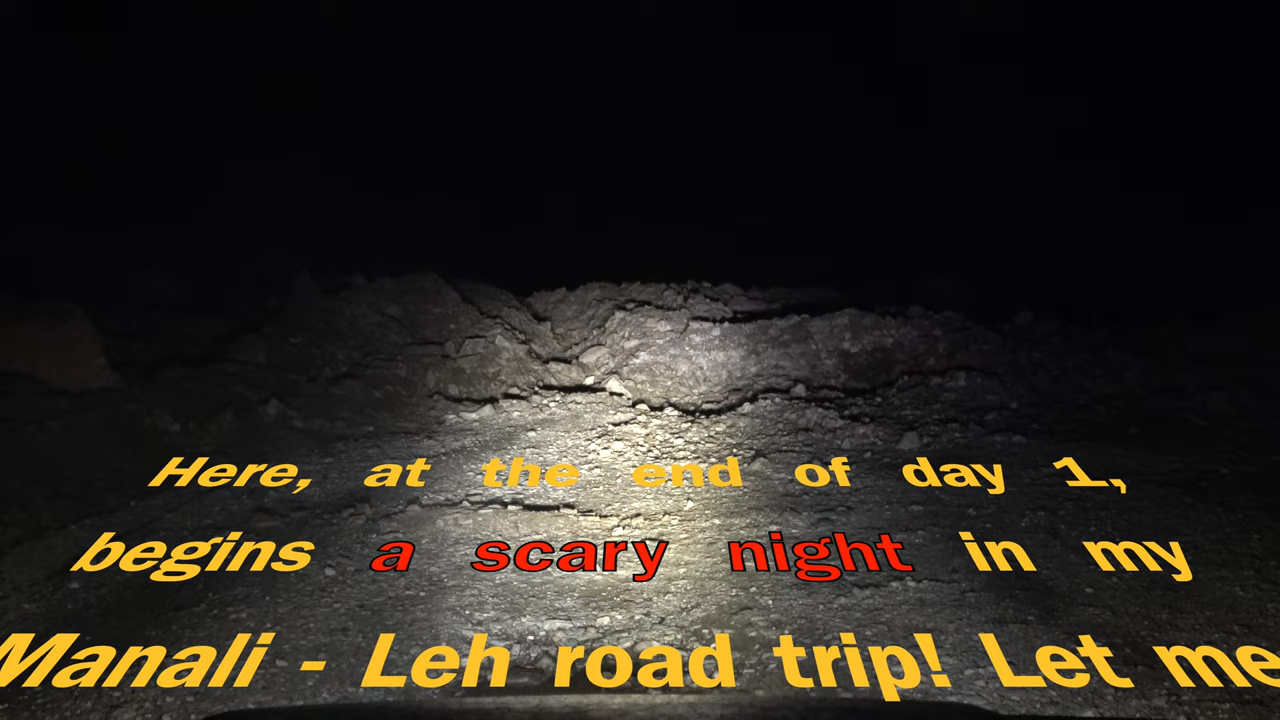 Here, at the end of day 1,
begins a scary night in my
Manali - Leh road trip! Let me